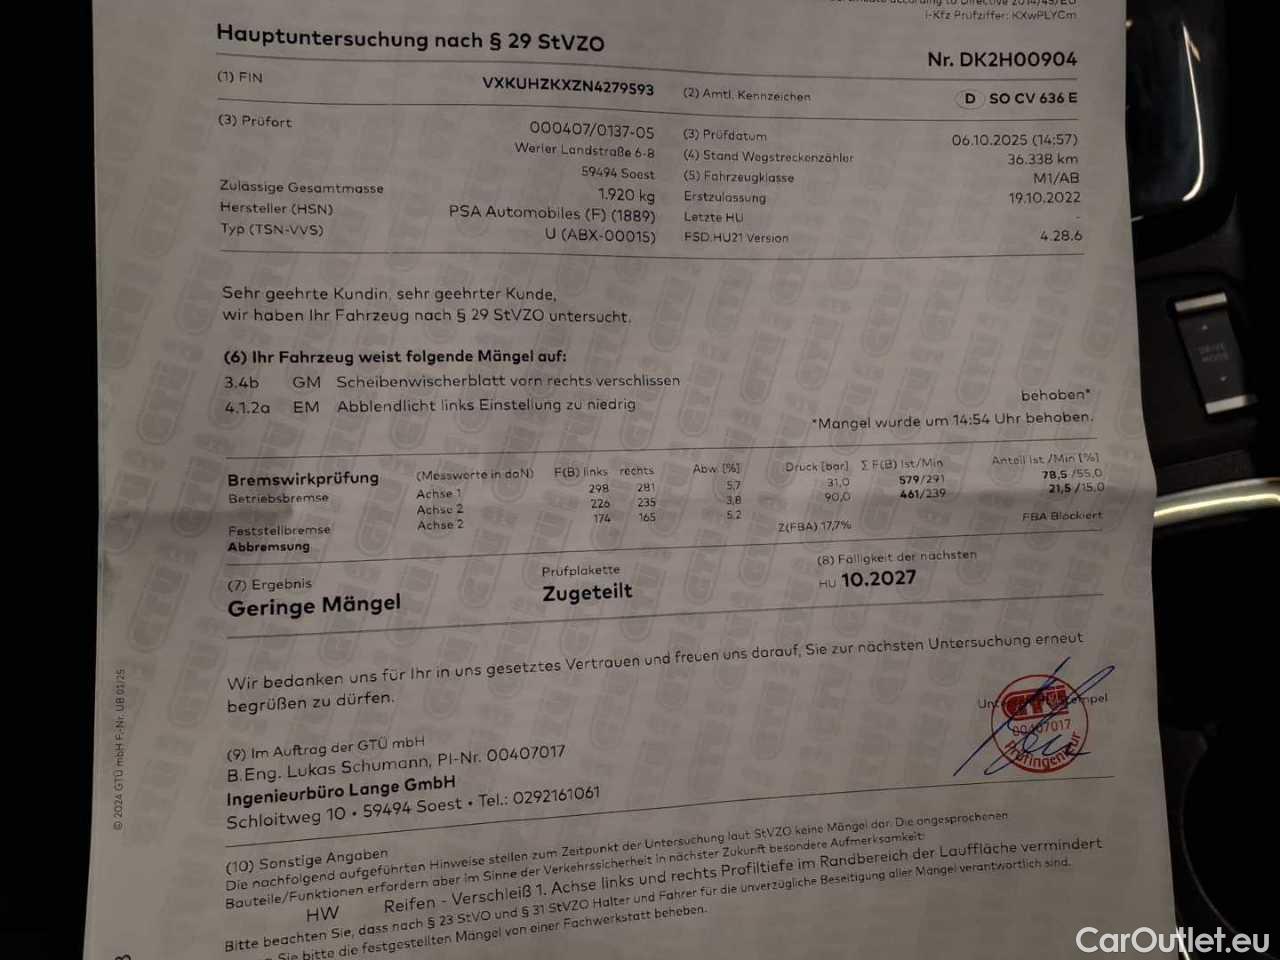 according to Directive 2014/45/EU
i-Kfz Prüfziffer: KXwPLYCm
Hauptuntersuchung nach § 29 StVZO
Nr. DK2H00904
(1) FIN VXKUHZKXZN4279593 (2) Amtl. Kennzeichen D SO CV 636 E
(3) Prüfort 000407/0137-05 (3) Prüfdatum 06.10.2025 (14:57)
Werler Landstraße 6-8 (4) Stand Wegstreckenzähler 36.338 km
59494 Soest (5) Fahrzeugklasse M1/AB
Zulässige Gesamtmasse 1.920 kg Erstzulassung 19.10.2022
Hersteller (HSN) PSA Automobiles (F) (1889) Letzte HU -
Typ (TSN-VVS) U (ABX-00015) FSD.HU21 Version 4.28.6
Sehr geehrte Kundin, sehr geehrter Kunde,
wir haben Ihr Fahrzeug nach § 29 StVZO untersucht.
(6) Ihr Fahrzeug weist folgende Mängel auf:
3.4b GM Scheibenwischerblatt vorn rechts verschlissen
4.1.2a EM Abblendlicht links Einstellung zu niedrig behoben*
*Mangel wurde um 14:54 Uhr behoben.
Bremswirkprüfung (Messwerte in daN) F(B) links rechts Abw. [%] Druck [bar] Σ F(B) Ist/Min Anteil Ist /Min [%]
Betriebsbremse Achse 1 298 281 5,7 31,0 579/291 78,5 /55,0
Achse 2 226 235 3,8 90,0 461/239 21,5 /15,0
Feststellbremse Achse 2 174 165 5,2 Z(FBA) 17,7% FBA Blockiert
Abbremsung
(7) Ergebnis Prüfplakette (8) Fälligkeit der nächsten
Geringe Mängel Zugeteilt HU 10.2027
Wir bedanken uns für Ihr in uns gesetztes Vertrauen und freuen uns darauf, Sie zur nächsten Untersuchung erneut
begrüßen zu dürfen.
(9) Im Auftrag der GTÜ mbH
B.Eng. Lukas Schumann, PI-Nr. 00407017
Ingenieurbüro Lange GmbH
Schloitweg 10 • 59494 Soest • Tel.: 0292161061
GTÜ
00407017
Prüfingenieur
(10) Sonstige Angaben
Die nachfolgend aufgeführten Hinweise stellen zum Zeitpunkt der Untersuchung laut StVZO keine Mängel dar. Die angesprochenen
Bauteile/Funktionen erfordern aber im Sinne der Verkehrssicherheit in nächster Zukunft besondere Aufmerksamkeit:
HW Reifen - Verschleiß 1. Achse links und rechts Profiltiefe im Randbereich der Lauffläche vermindert
Bitte beachten Sie, dass nach § 23 StVO und § 31 StVZO Halter und Fahrer für die unverzügliche Beseitigung aller Mängel verantwortlich sind.
Sie bitte die festgestellten Mängel von einer Fachwerkstatt beheben.
© 2024 GTÜ mbH F.-Nr. UB 01/25
DRIVE
MODE
CarOutlet.eu